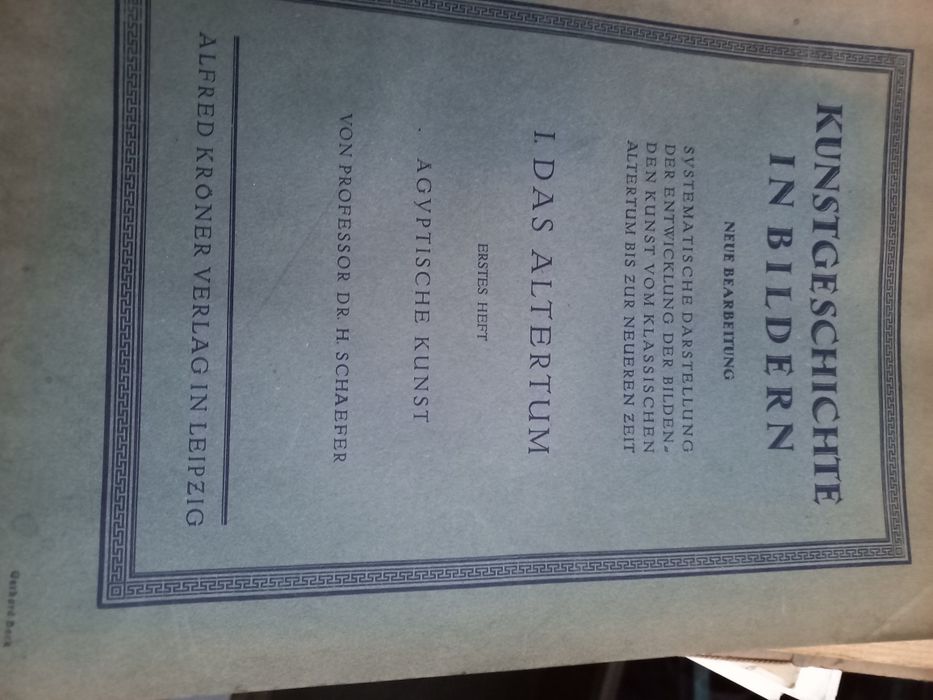 KUNSTGESCHICHTE
IN BILDERN
NEUE BEARBEITUNG
SYSTEMATISCHE DARSTELLUNG
DER ENTWICKLUNG DER BILDEN-
DEN KUNST VOM KLASSISCHEN
ALTERTUM BIS ZUR NEUEREN ZEIT
I. DAS ALTERTUM
ERSTES HEFT
ÄGYPTISCHE KUNST
VON PROFESSOR DR. H. SCHAEFER
ALFRED KRÖNER VERLAG IN LEIPZIG
Gerhard